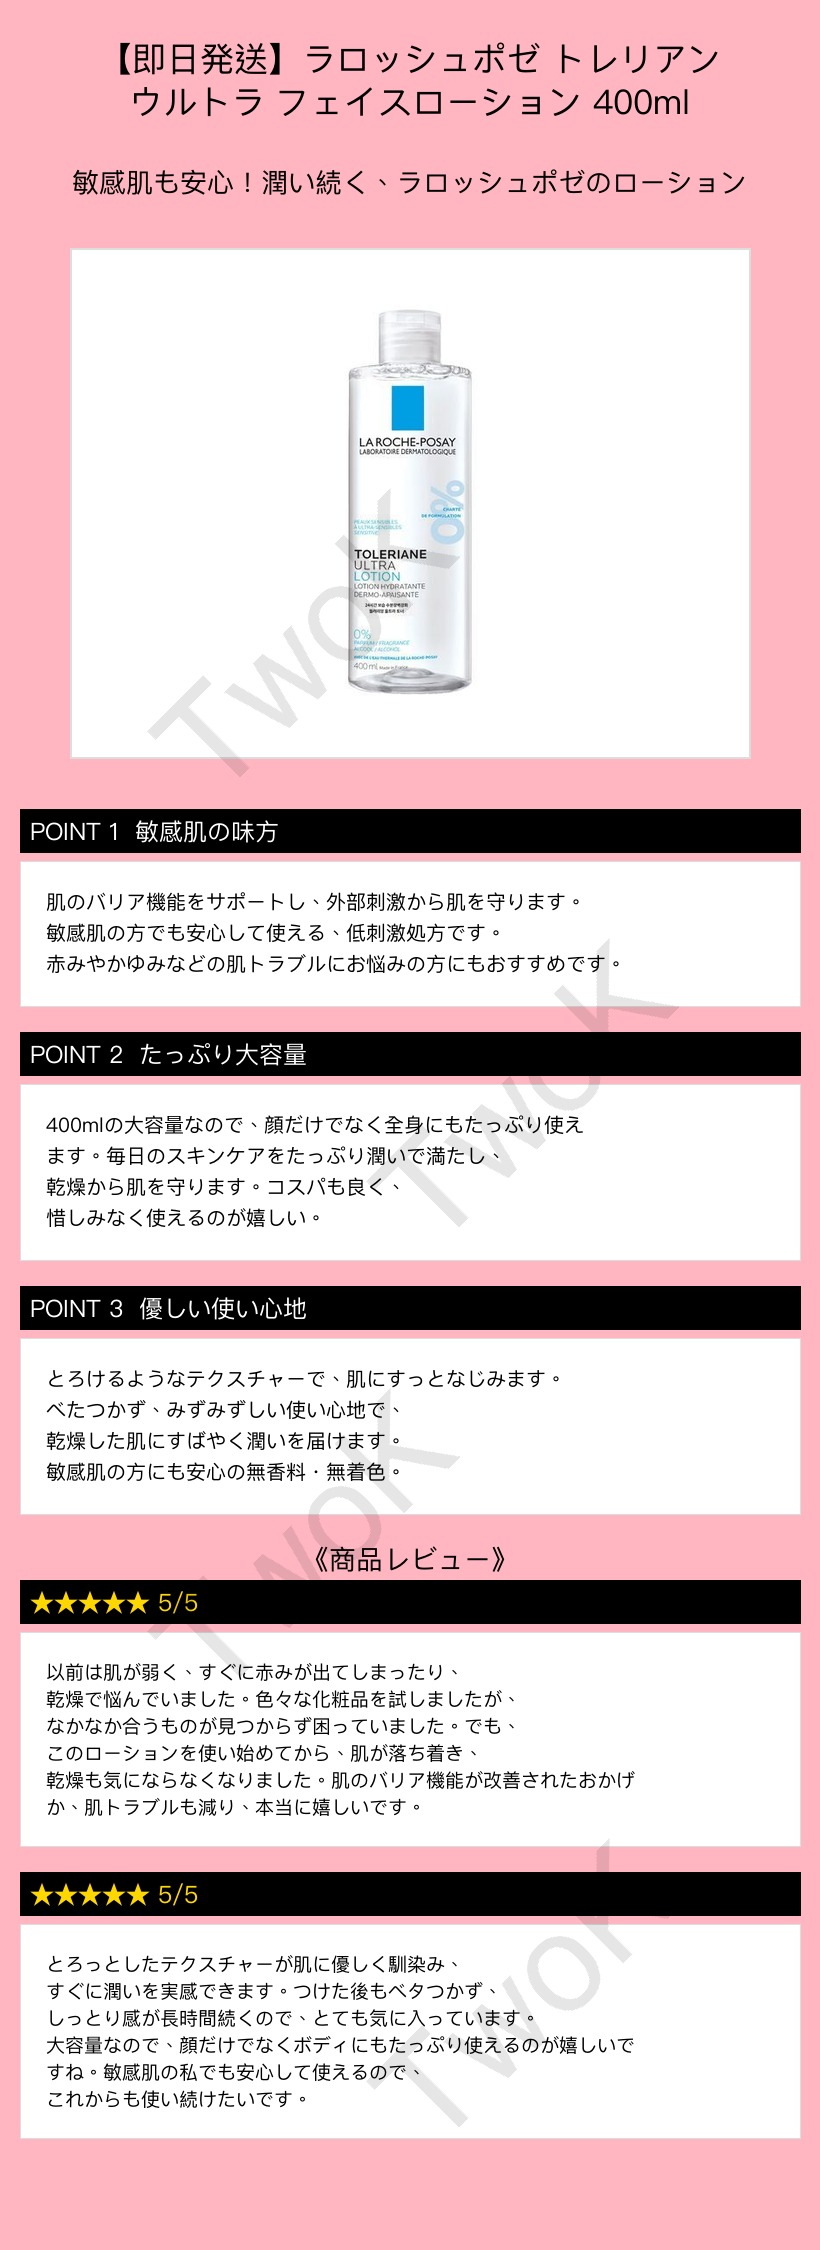 【即日発送】ラロッシュポゼ トレリアン
ウルトラ フェイスローション 400ml
敏感肌も安心！潤い続く、ラロッシュポゼのローション
LA ROCHE-POSAY
LABORATOIRE DERMATOLOGIQUE
0%
CHARTE
DE FORMULATION
PEAUX SENSIBLES
À ULTRA-SENSIBLES
SENSITIVE
TOLERIANE
ULTRA
LOTION
LOTION HYDRATANTE
DERMO-APAISANTE
0%
PARFUM / FRAGRANCE
ALCOOL / ALCOHOL
400 ml
TwoK
POINT 1 敏感肌の味方
肌のバリア機能をサポートし、外部刺激から肌を守ります。
敏感肌の方でも安心して使える、低刺激処方です。
赤みやかゆみなどの肌トラブルにお悩みの方にもおすすめです。
TwoK
POINT 2 たっぷり大容量
400mlの大容量なので、顔だけでなく全身にもたっぷり使え
ます。毎日のスキンケアをたっぷり潤いで満たし、
乾燥から肌を守ります。コスパも良く、
惜しみなく使えるのが嬉しい。
POINT 3 優しい使い心地
とろけるようなテクスチャーで、肌にすっとなじみます。
べたつかず、みずみずしい使い心地で、
乾燥した肌にすばやく潤いを届けます。
敏感肌の方にも安心の無香料・無着色。
TwoK
《商品レビュー》
★★★★★ 5/5
以前は肌が弱く、すぐに赤みが出てしまったり、
乾燥で悩んでいました。色々な化粧品を試しましたが、
なかなか合うものが見つからず困っていました。でも、
このローションを使い始めてから、肌が落ち着き、
乾燥も気にならなくなりました。肌のバリア機能が改善されたおかげ
か、肌トラブルも減り、本当に嬉しいです。
★★★★★ 5/5
とろっとしたテクスチャーが肌に優しく馴染み、
すぐに潤いを実感できます。つけた後もベタつかず、
しっとり感が長時間続くので、とても気に入っています。
大容量なので、顔だけでなくボディにもたっぷり使えるのが嬉しいで
すね。敏感肌の私でも安心して使えるので、
これからも使い続けたいです。
TwoK